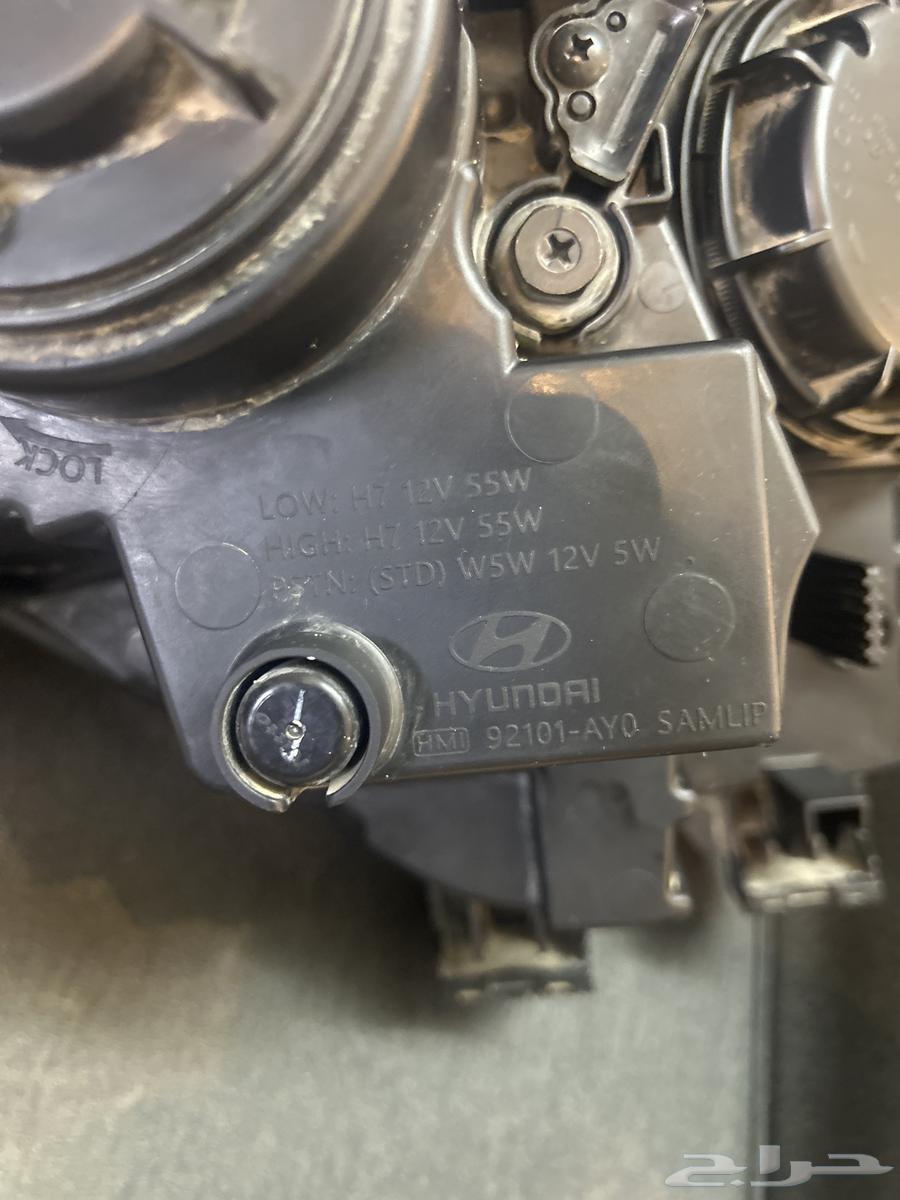 LOCK
LOW: H7 12V 55W
HIGH: H7 12V 55W
PSTN: (STD) W5W 12V 5W
HYUNDAI
HMI 92101-AY0 SAMLIP
حراج